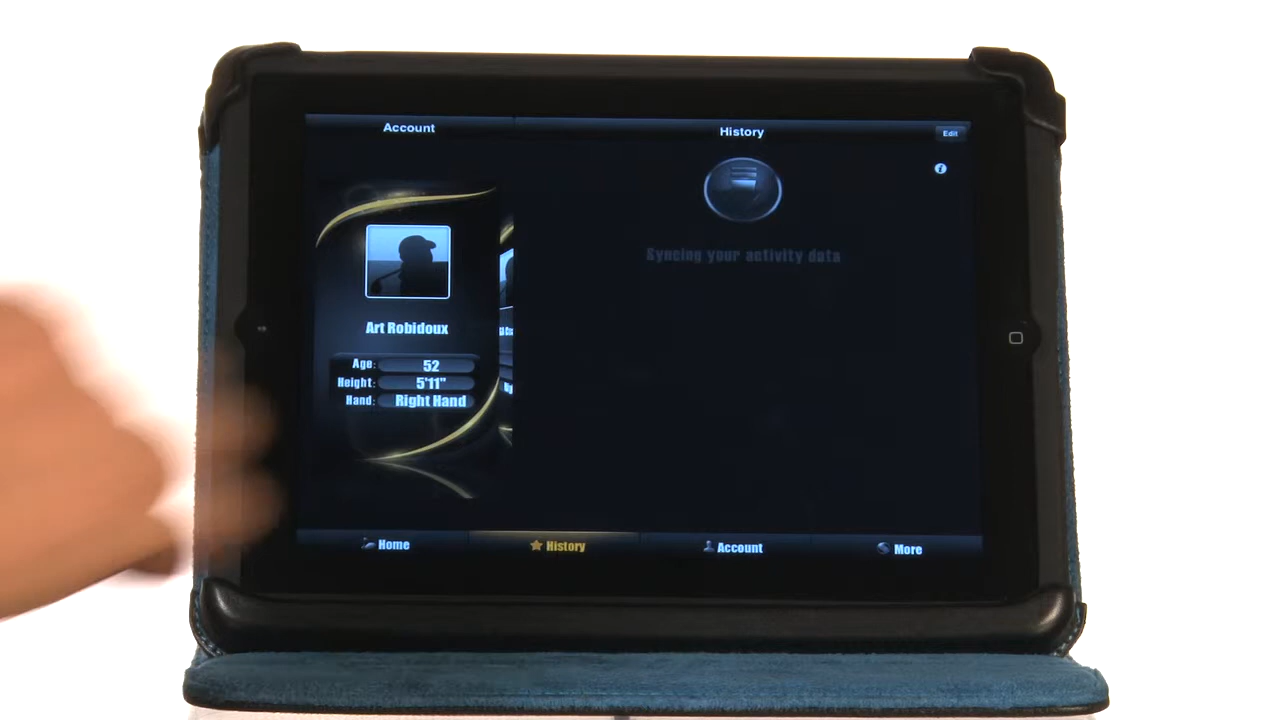 Account
History
Edit
Syncing your activity data
Art Robidoux
Age: 52
Height: 5'11"
Hand: Right Hand
Home
History
Account
More